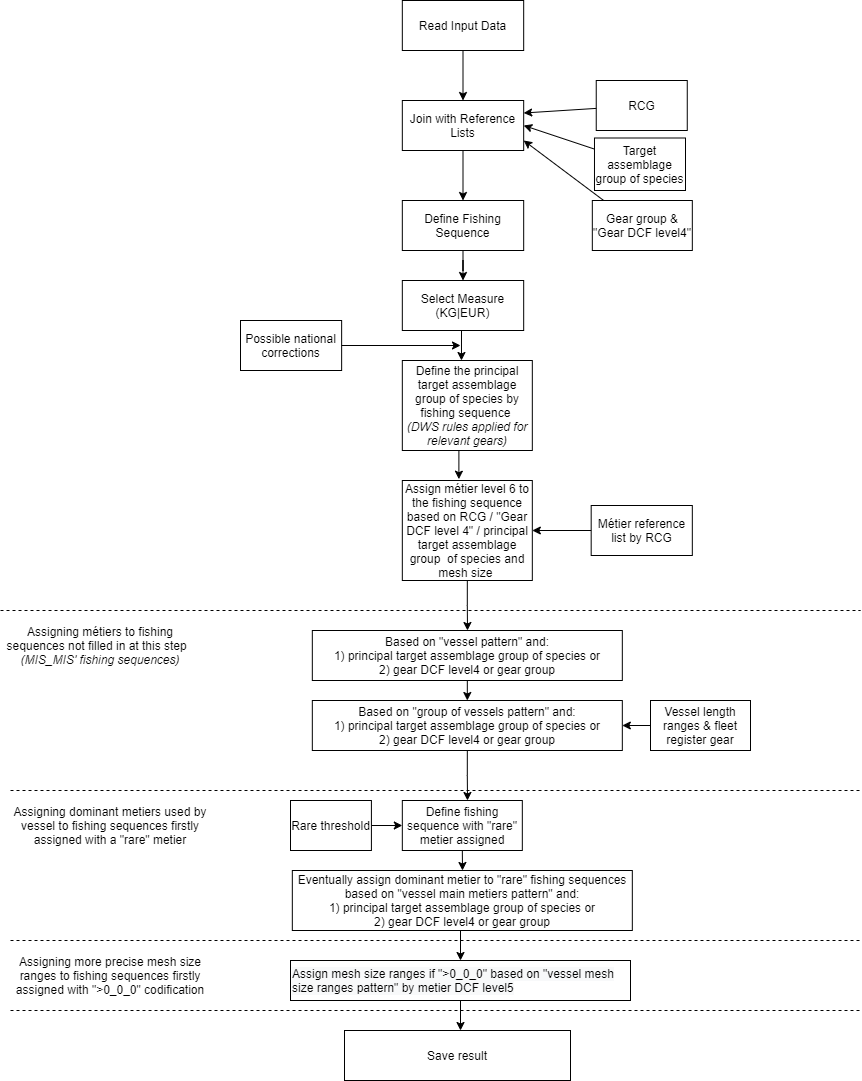 Read Input Data
Join with Reference
Lists
RCG
Target
assemblage
group of species
Gear group &
"Gear DCF level4"
Define Fishing
Sequence
Select Measure
(KG|EUR)
Possible national
corrections
Define the principal
target assemblage
group of species by
fishing sequence
(DWS rules applied for
relevant gears)
Assign métier level 6 to
the fishing sequence
based on RCG / "Gear
DCF level 4" / principal
target assemblage
group of species and
mesh size
Métier reference
list by RCG
Assigning métiers to fishing
sequences not filled in at this step
(MIS_MIS' fishing sequences)
Based on "vessel pattern" and:
1) principal target assemblage group of species or
2) gear DCF level4 or gear group
Based on "group of vessels pattern" and:
1) principal target assemblage group of species or
2) gear DCF level4 or gear group
Vessel length
ranges & fleet
register gear
Assigning dominant metiers used by
vessel to fishing sequences firstly
assigned with a "rare" metier
Rare threshold
Define fishing
sequence with "rare"
metier assigned
Eventually assign dominant metier to "rare" fishing sequences
based on "vessel main metiers pattern" and:
1) principal target assemblage group of species or
2) gear DCF level4 or gear group
Assigning more precise mesh size
ranges to fishing sequences firstly
assigned with ">0_0_0" codification
Assign mesh size ranges if ">0_0_0" based on "vessel mesh
size ranges pattern" by metier DCF level5
Save result